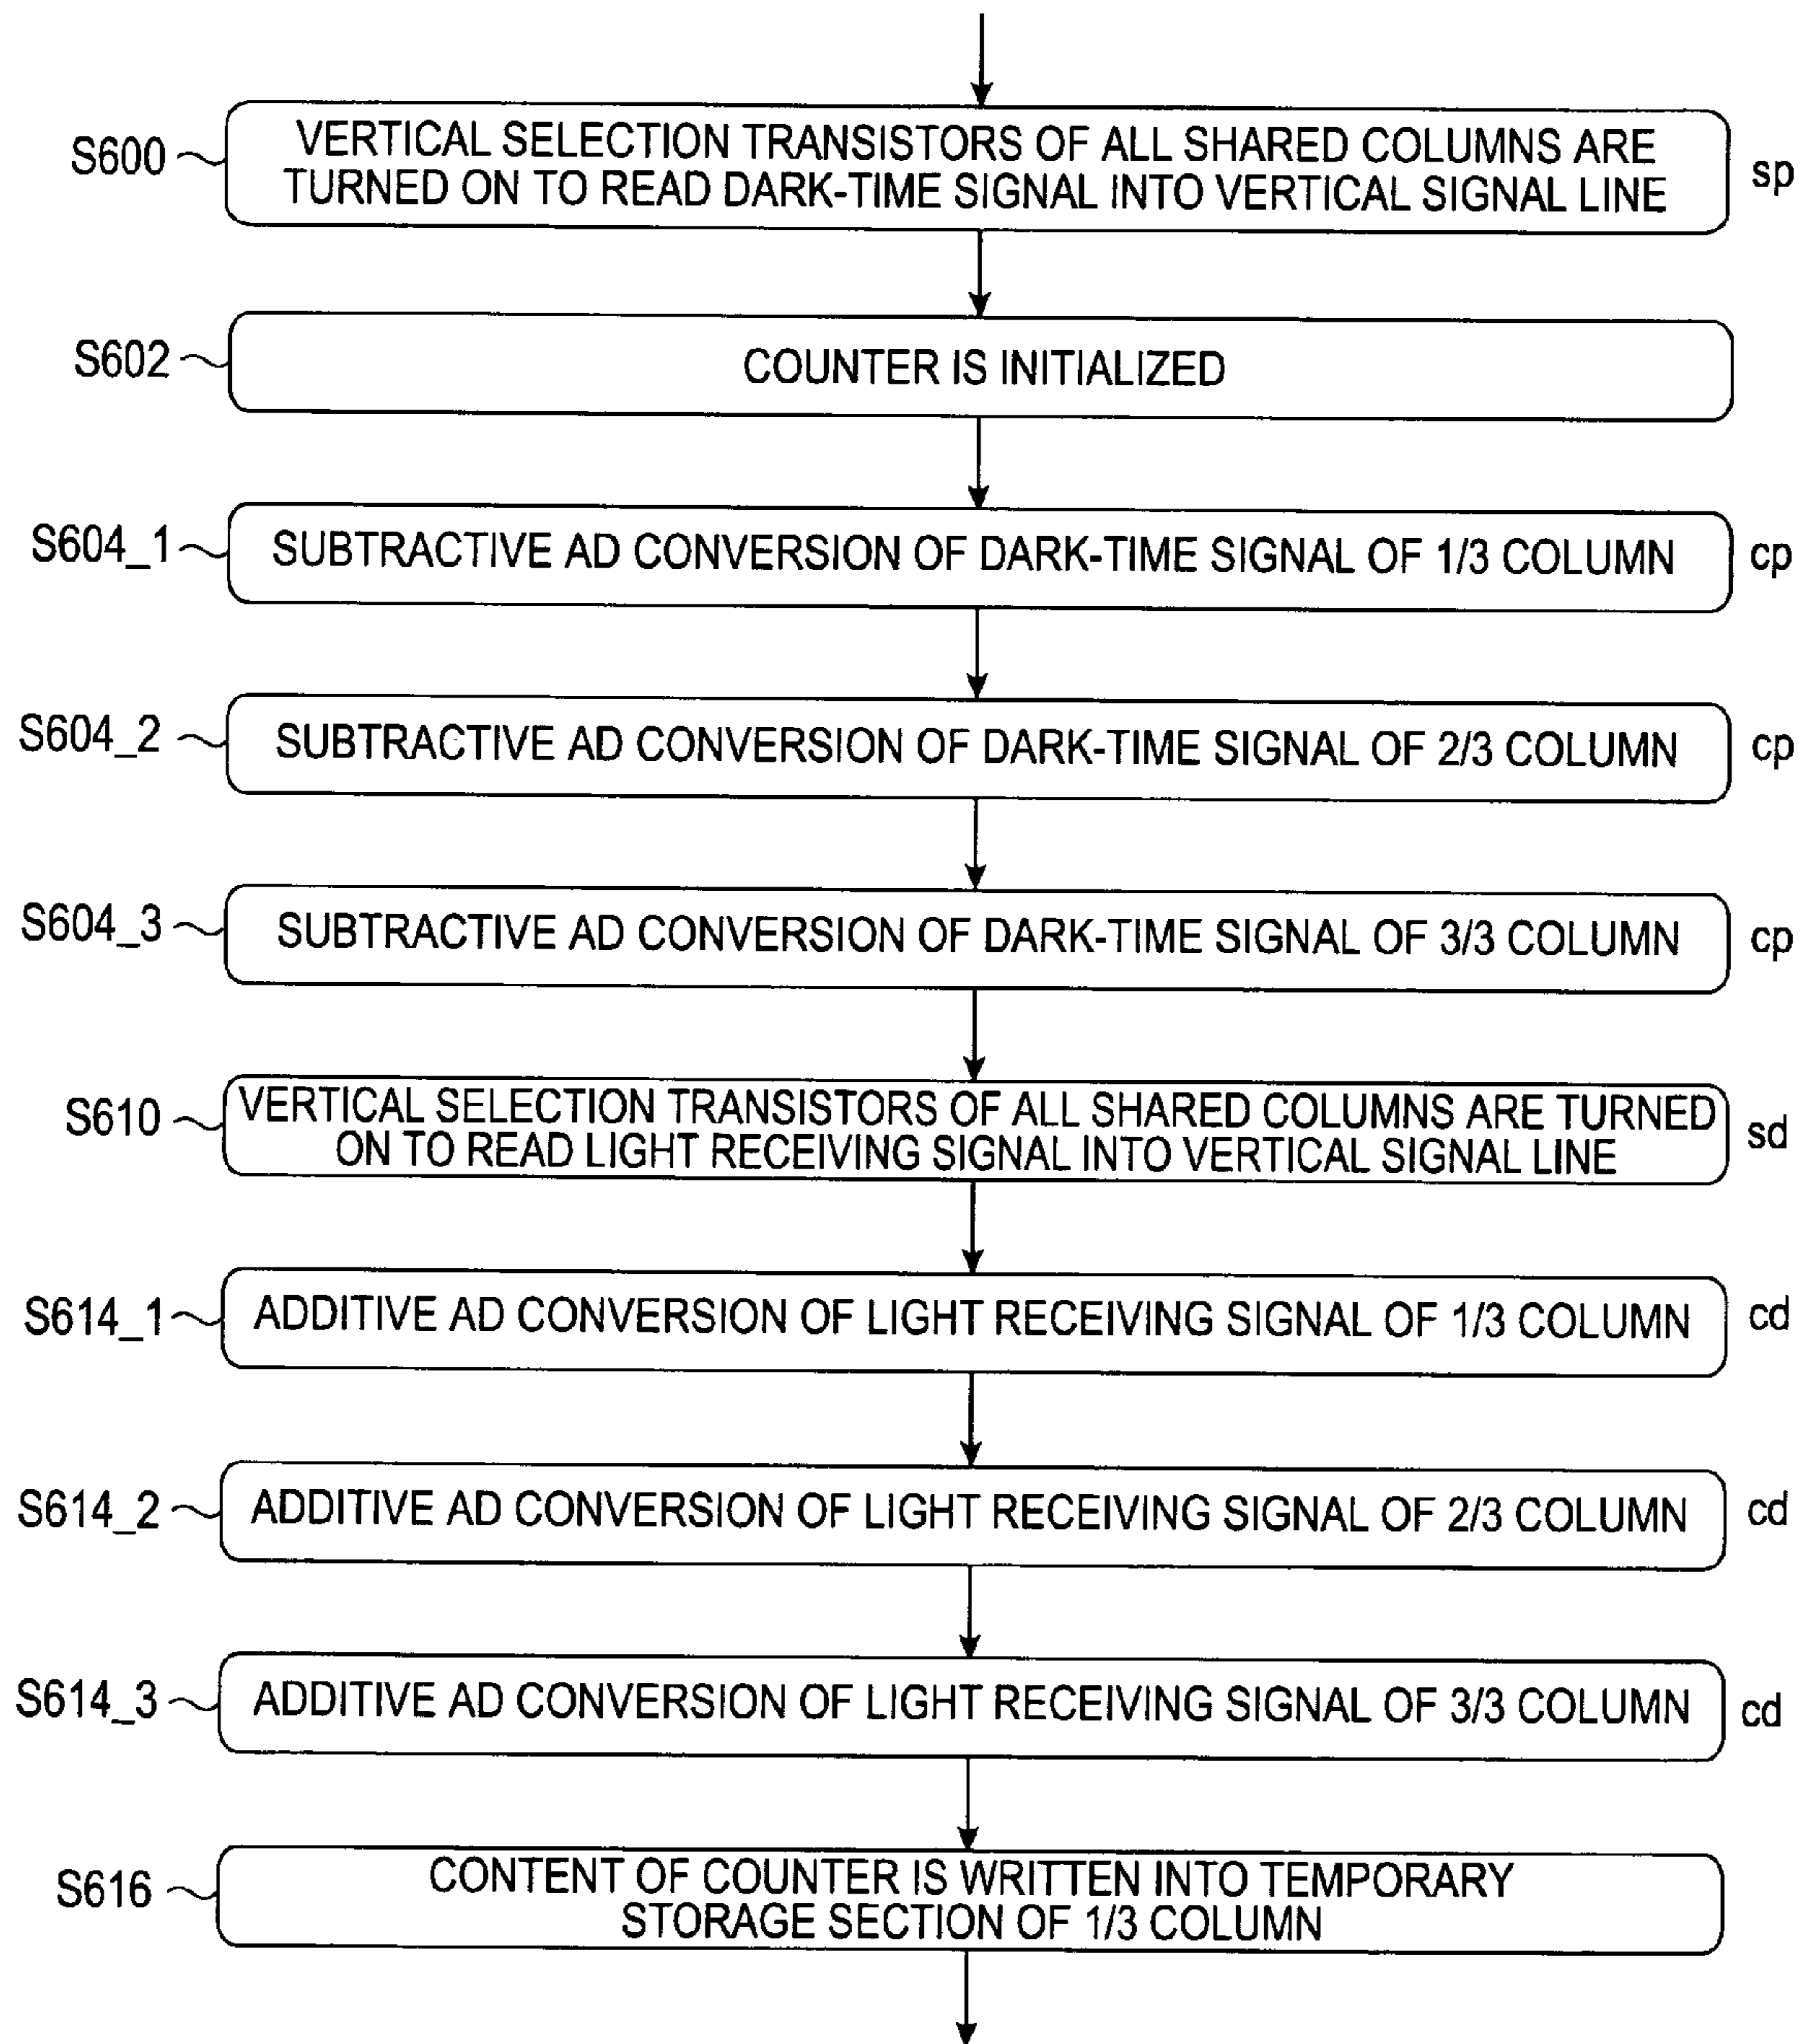 S600
VERTICAL SELECTION TRANSISTORS OF ALL SHARED COLUMNS ARE
TURNED ON TO READ DARK-TIME SIGNAL INTO VERTICAL SIGNAL LINE
sp
S602
COUNTER IS INITIALIZED
S604_1
SUBTRACTIVE AD CONVERSION OF DARK-TIME SIGNAL OF 1/3 COLUMN
cp
S604_2
SUBTRACTIVE AD CONVERSION OF DARK-TIME SIGNAL OF 2/3 COLUMN
cp
S604_3
SUBTRACTIVE AD CONVERSION OF DARK-TIME SIGNAL OF 3/3 COLUMN
cp
S610
VERTICAL SELECTION TRANSISTORS OF ALL SHARED COLUMNS ARE TURNED
ON TO READ LIGHT RECEIVING SIGNAL INTO VERTICAL SIGNAL LINE
sd
S614_1
ADDITIVE AD CONVERSION OF LIGHT RECEIVING SIGNAL OF 1/3 COLUMN
cd
S614_2
ADDITIVE AD CONVERSION OF LIGHT RECEIVING SIGNAL OF 2/3 COLUMN
cd
S614_3
ADDITIVE AD CONVERSION OF LIGHT RECEIVING SIGNAL OF 3/3 COLUMN
cd
S616
CONTENT OF COUNTER IS WRITTEN INTO TEMPORARY
STORAGE SECTION OF 1/3 COLUMN